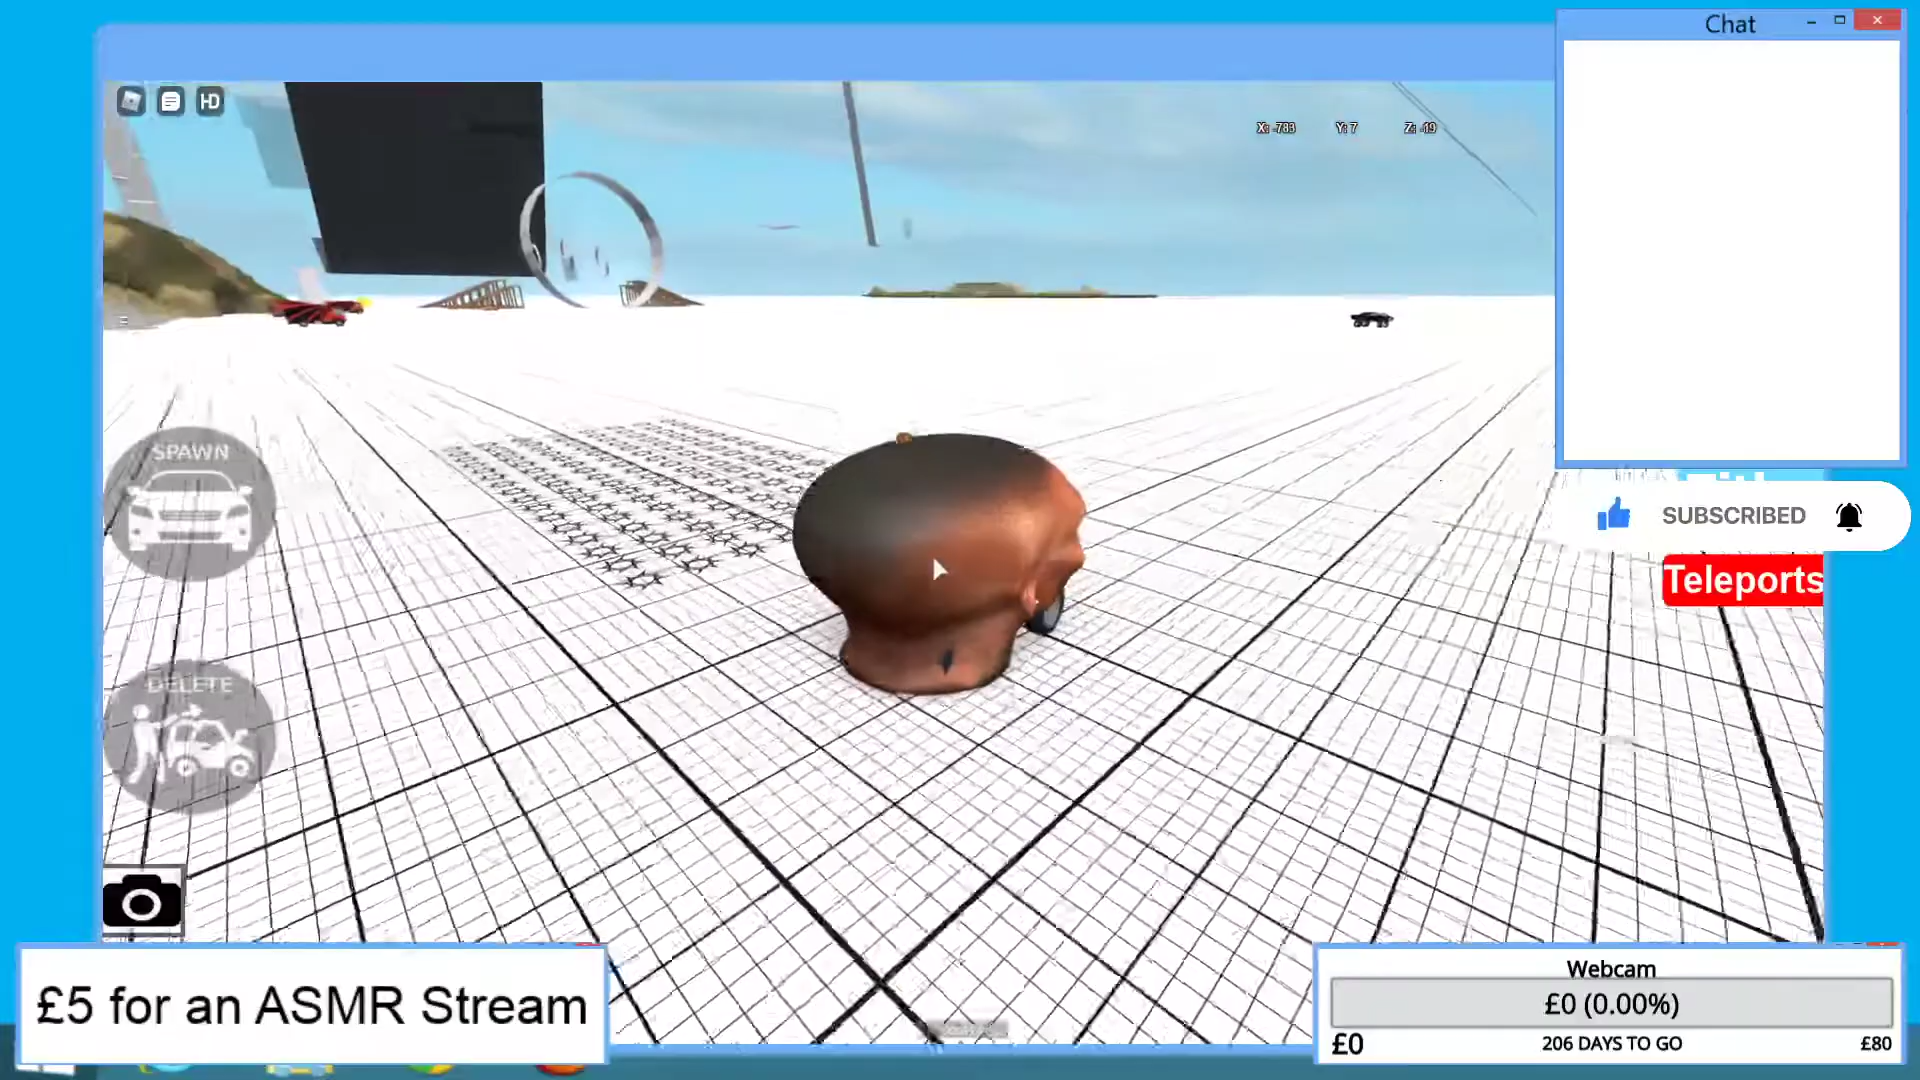 Chat
HD
X: -783 Y: 7 Z: -19
SPAWN
SUBSCRIBED
Teleports
DELETE
£5 for an ASMR Stream
Webcam
£0 (0.00%)
£0 206 DAYS TO GO £80